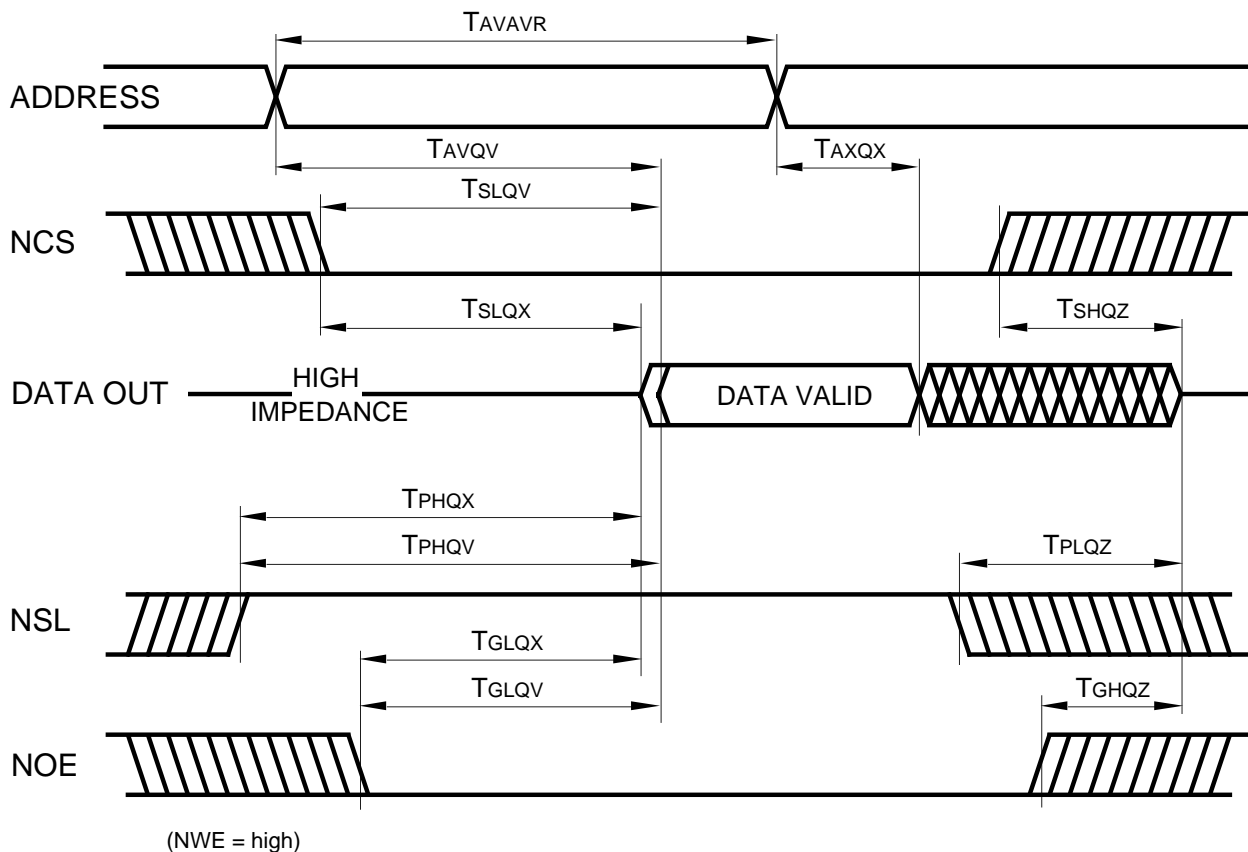 TAVAVR
ADDRESS
TAVQV
TAXQX
TSLQV
NCS
TSLQX
TSHQZ
DATA OUT
HIGH
IMPEDANCE
DATA VALID
TPHQX
TPHQV
TPLQZ
NSL
TGLQX
TGLQV
TGHQZ
NOE
(NWE = high)